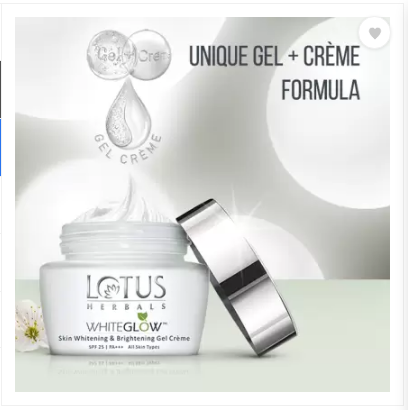 Gel + Crè
UNIQUE GEL + CRÈME
FORMULA
GEL CRÈME
LOTUS
HERBALS
WHITEGLOW™
Skin Whitening & Brightening Gel Crème
SPF 25 | PA+++ All Skin Types